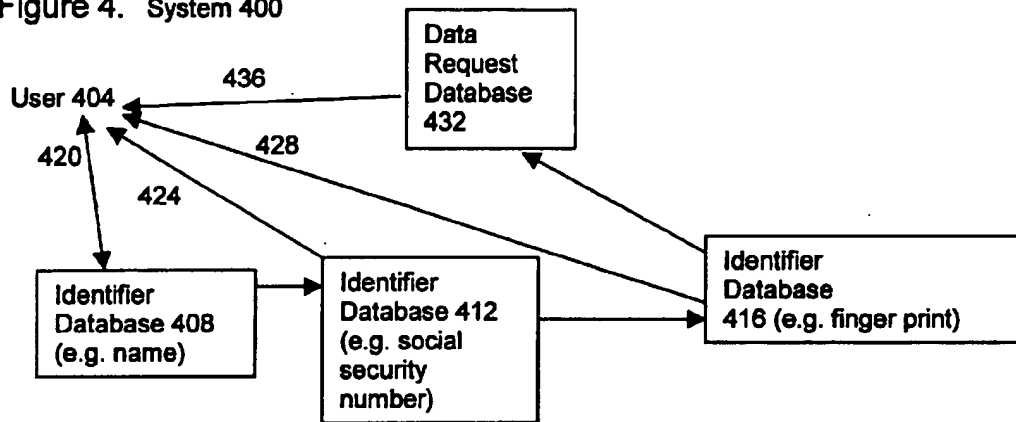 Figure 4. System 400
Data
Request
Database
432
436
User 404
428
420
424
Identifier
Database 408
(e.g. name)
Identifier
Database 412
(e.g. social
security
number)
Identifier
Database
416 (e.g. finger print)